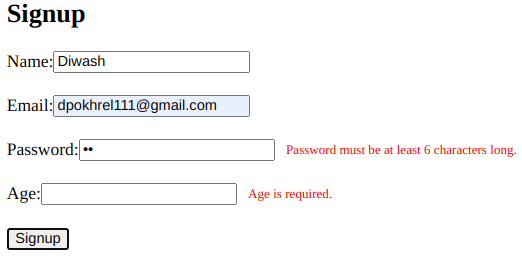 Signup
Name: Diwash
Email: dpokhrel111@gmail.com
Password: •• Password must be at least 6 characters long.
Age: Age is required.
Signup